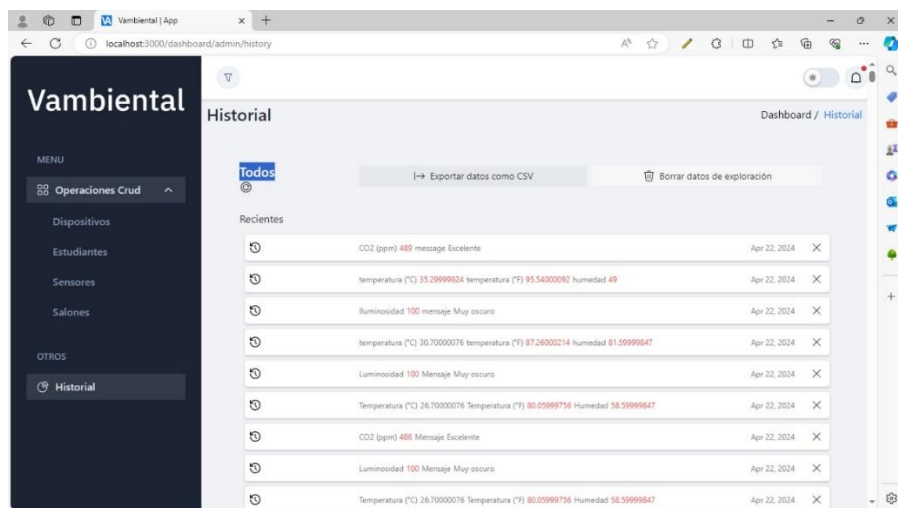 Vambiental | App
localhost:3000/dashboard/admin/history
Vambiental
MENU
Operaciones Crud
Dispositivos
Estudiantes
Sensores
Salones
OTROS
Historial
Historial
Dashboard / Historial
Todos
Exportar datos como CSV
Borrar datos de exploración
Recientes
CO2 (ppm) 489 message Excelente Apr 22, 2024
temperatura (°C) 35.29999924 temperatura (°F) 95.54000092 humedad 49 Apr 22, 2024
Iluminosidad 100 mensaje Muy oscuro Apr 22, 2024
temperatura (°C) 30.70000076 temperatura (°F) 87.26000214 humedad 81.59999847 Apr 22, 2024
Luminosidad 100 Mensaje Muy oscuro Apr 22, 2024
Temperatura (°C) 26.70000076 Temperatura (°F) 80.05999756 Humedad 58.59999847 Apr 22, 2024
CO2 (ppm) 486 Mensaje Excelente Apr 22, 2024
Luminosidad 100 Mensaje Muy oscuro Apr 22, 2024
Temperatura (°C) 26.70000076 Temperatura (°F) 80.05999756 Humedad 58.59999847 Apr 22, 2024